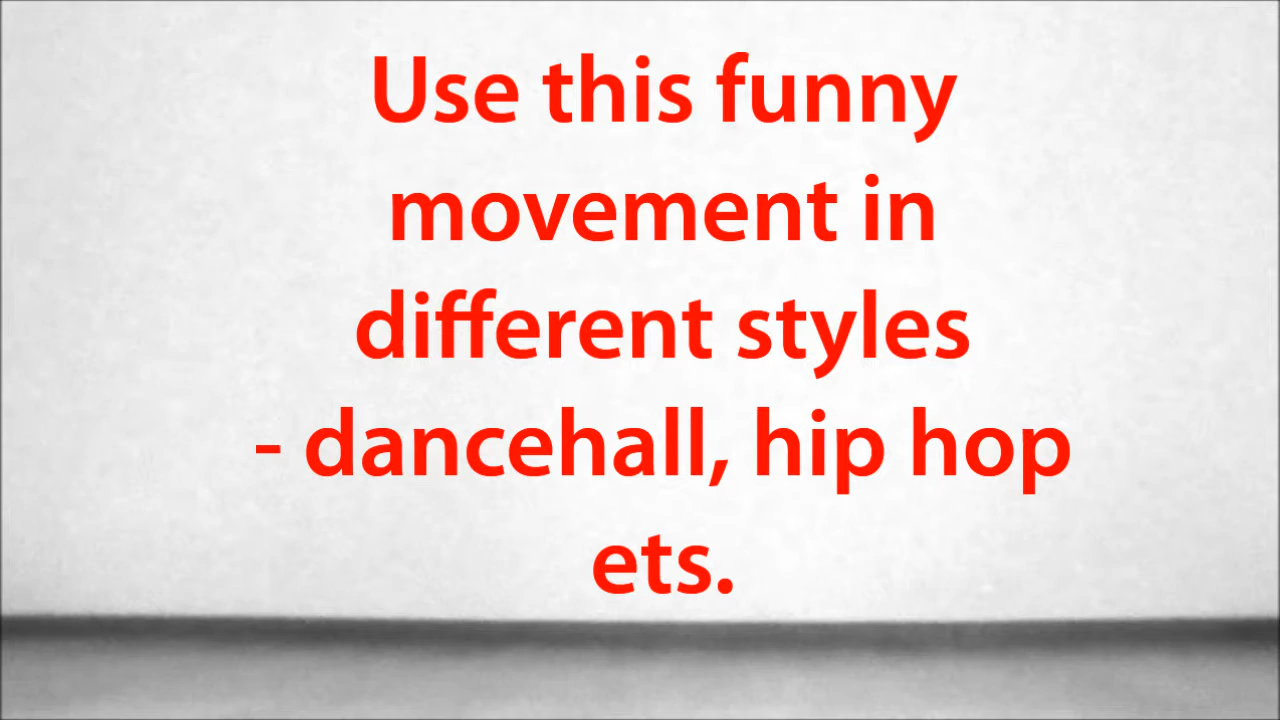 Use this funny
movement in
different styles
- dancehall, hip hop
ets.